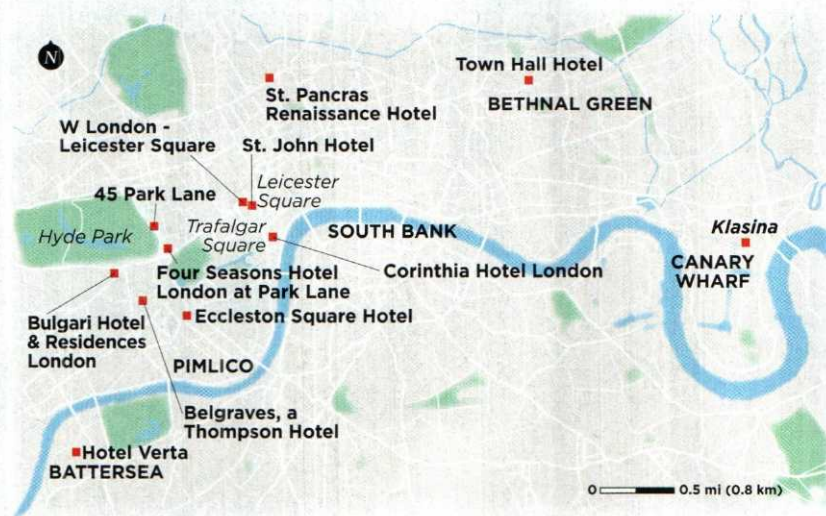 N
Town Hall Hotel
BETHNAL GREEN
St. Pancras
Renaissance Hotel
W London -
Leicester Square
St. John Hotel
Leicester
Square
45 Park Lane
Trafalgar
Square
Hyde Park
SOUTH BANK
Klasina
CANARY
WHARF
Four Seasons Hotel
London at Park Lane
Corinthia Hotel London
Bulgari Hotel
& Residences
London
Eccleston Square Hotel
PIMLICO
Belgraves, a
Thompson Hotel
Hotel Verta
BATTERSEA
0 0.5 mi (0.8 km)